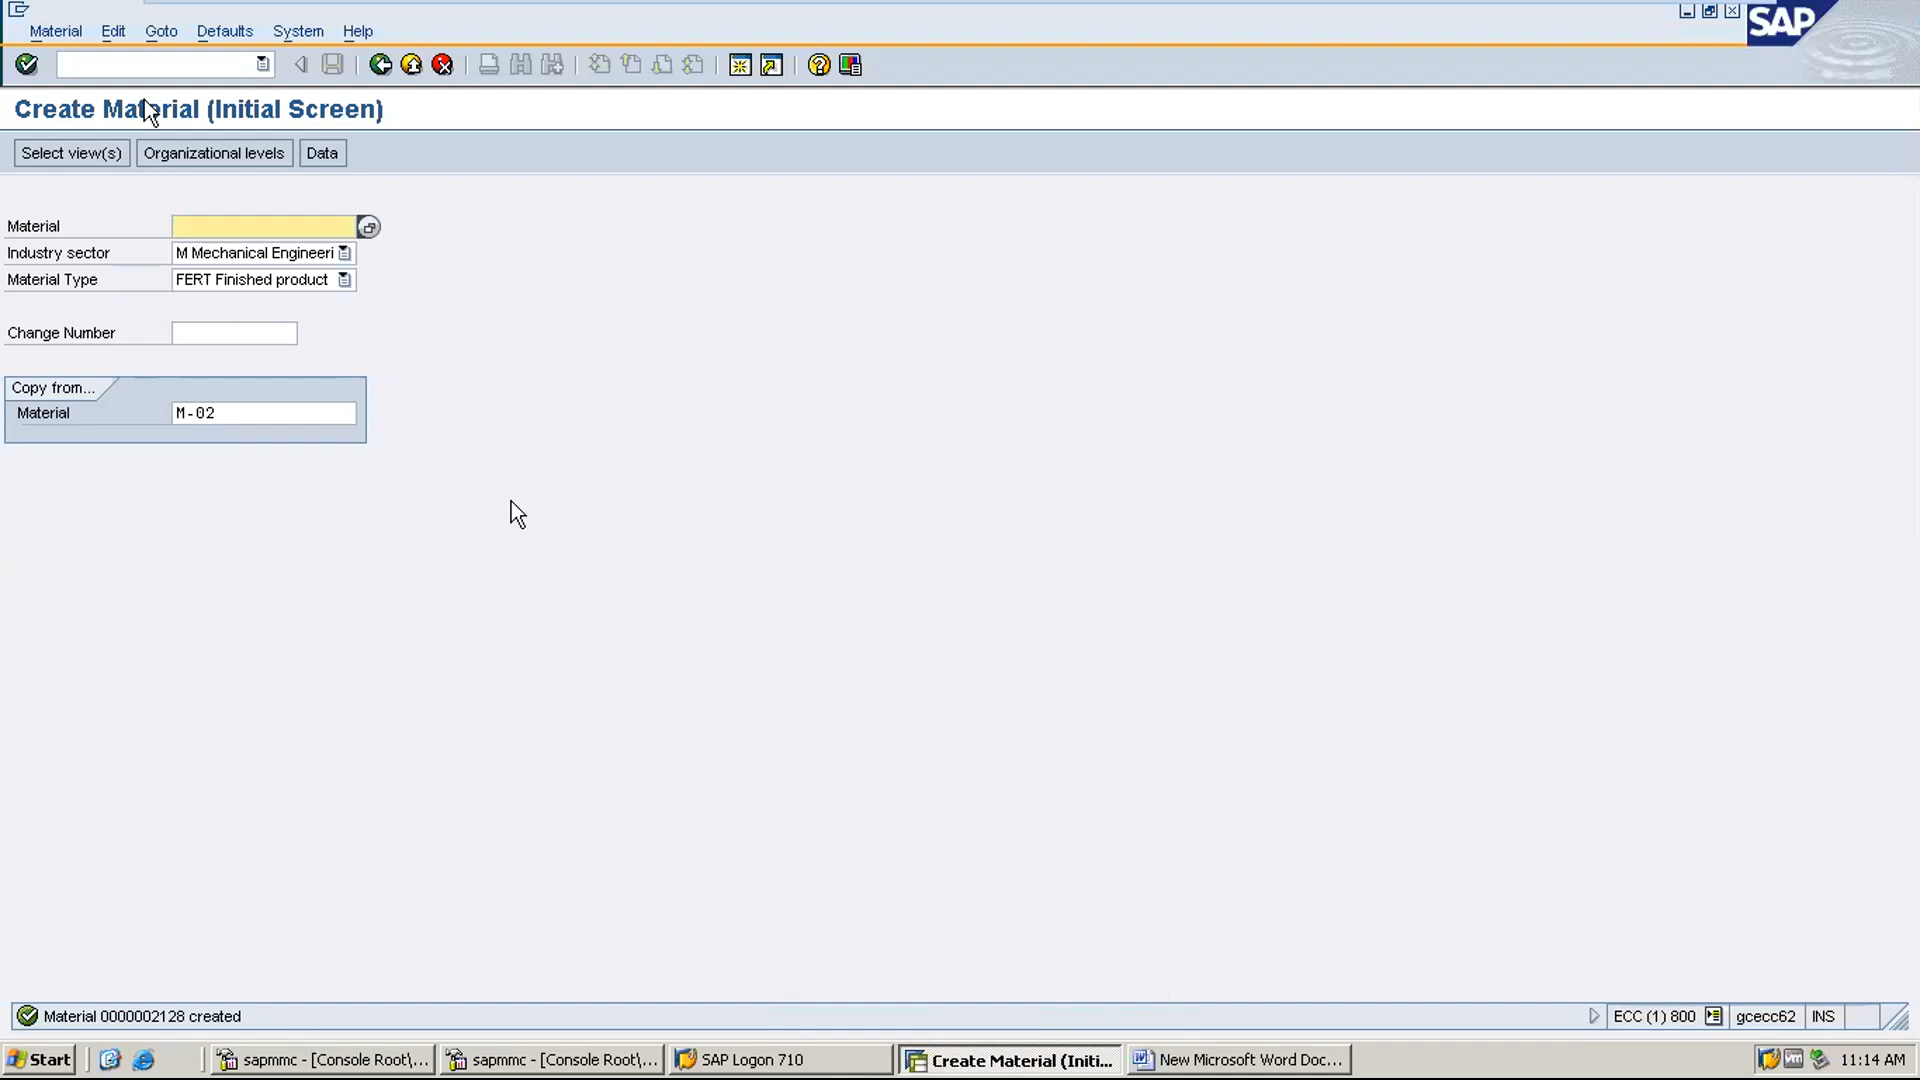 Material Edit Goto Defaults System Help
SAP
Create Material (Initial Screen)
Select view(s) Organizational levels Data
Material
Industry sector M Mechanical Engineeri
Material Type FERT Finished product
Change Number
Copy from...
Material M-02
Material 0000002128 created
ECC (1) 800 gcecc62 INS
Start sapmmc - [Console Root\... sapmmc - [Console Root\... SAP Logon 710 Create Material (Initi... New Microsoft Word Doc... 11:14 AM